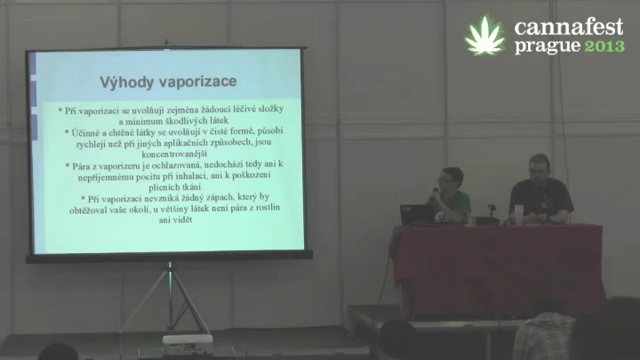 cannafest
prague 2013
Výhody vaporizace
* Při vaporizaci se uvolňují zejména žádoucí léčivé složky
a minimum škodlivých látek
* Účinné a chtěné látky se uvolňují v čisté formě, působí
rychleji než při jiných aplikačních způsobech, jsou
koncentrovanější
* Pára z vaporizeru je ochlazovaná, nedochází tedy ani k
nepříjemnému pocitu při inhalaci, ani k poškození
plicních tkání
* Při vaporizaci nevzniká žádný zápach, který by
obtěžoval vaše okolí, u většiny látek není pára z rostlin
ani vidět